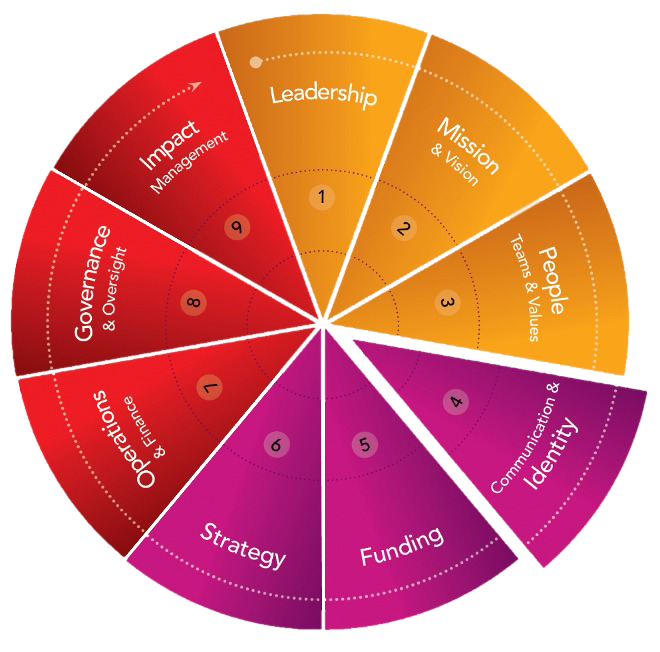 Leadership
1
Mission
& Vision
2
People
Teams & Values
3
Communication &
Identity
4
Funding
5
Strategy
6
Operations
& Finance
7
Governance
& Oversight
8
Impact
Management
9